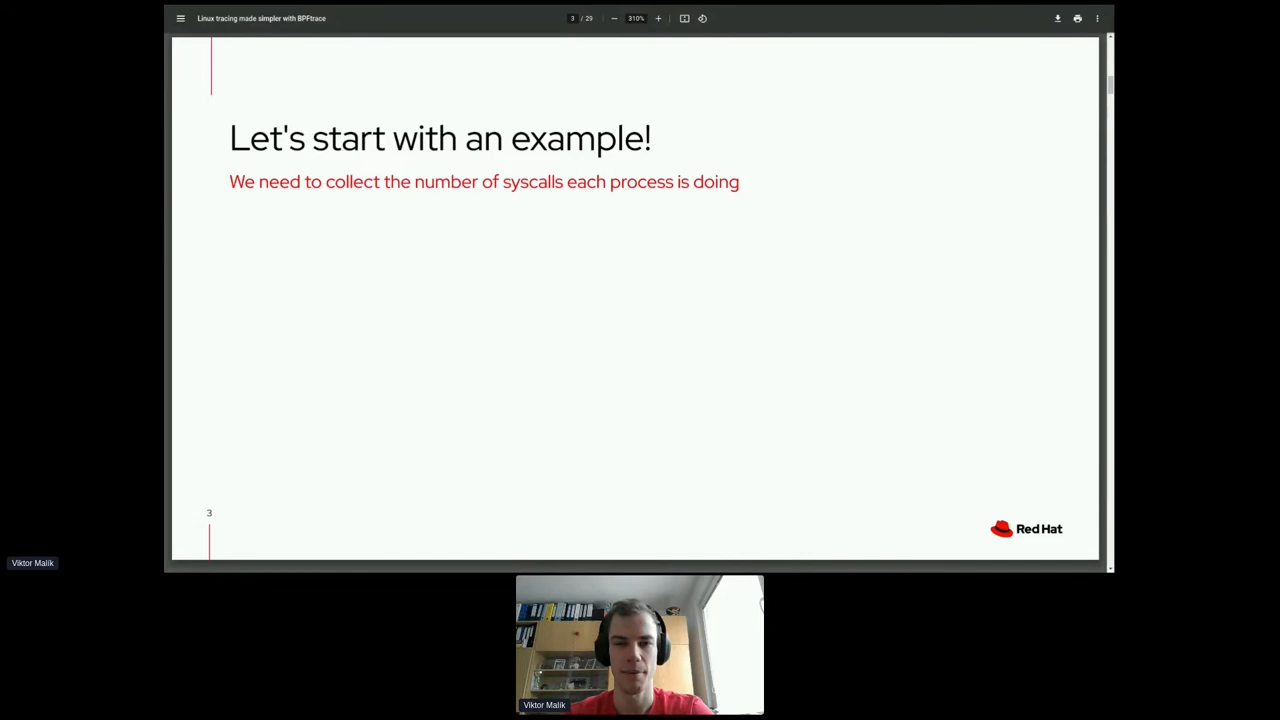 Linux tracing made simpler with BPFtrace
3 / 29
310%
Let's start with an example!
We need to collect the number of syscalls each process is doing
3
Red Hat
Viktor Malik
Viktor Malik